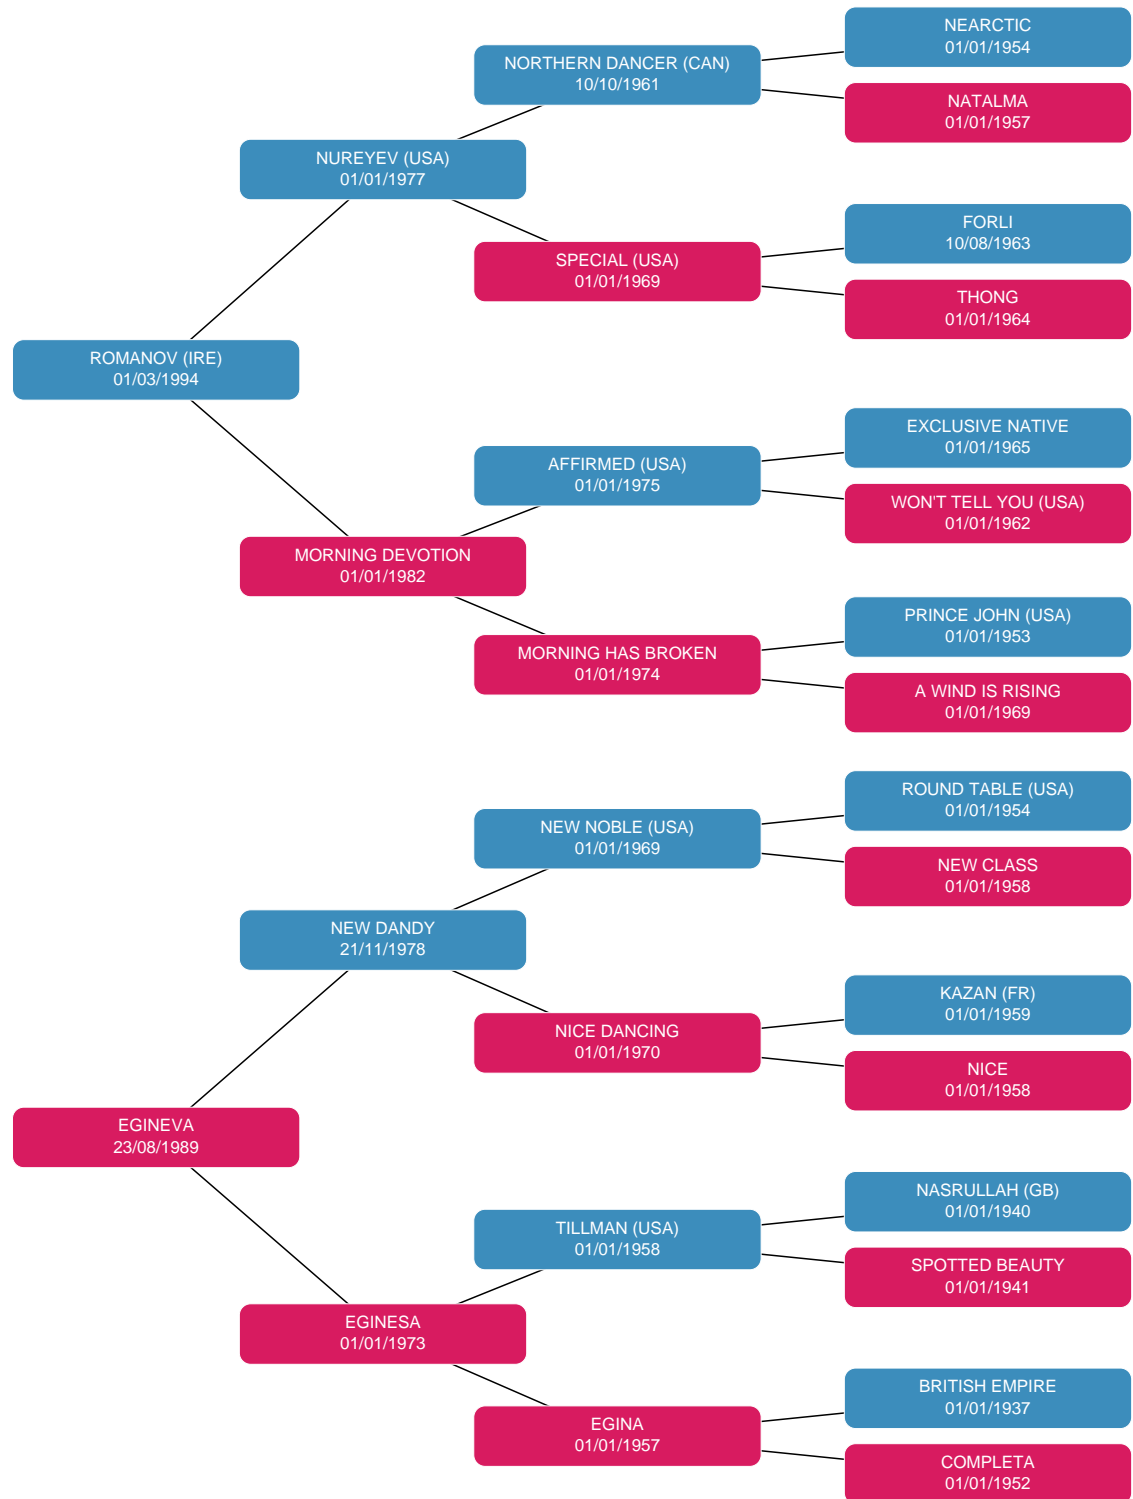 NEARCTIC
01/01/1954
NORTHERN DANCER (CAN)
10/10/1961
NATALMA
01/01/1957
NUREYEV (USA)
01/01/1977
FORLI
10/08/1963
SPECIAL (USA)
01/01/1969
THONG
01/01/1964
ROMANOV (IRE)
01/03/1994
EXCLUSIVE NATIVE
01/01/1965
AFFIRMED (USA)
01/01/1975
WON'T TELL YOU (USA)
01/01/1962
MORNING DEVOTION
01/01/1982
PRINCE JOHN (USA)
01/01/1953
MORNING HAS BROKEN
01/01/1974
A WIND IS RISING
01/01/1969
ROUND TABLE (USA)
01/01/1954
NEW NOBLE (USA)
01/01/1969
NEW CLASS
01/01/1958
NEW DANDY
21/11/1978
KAZAN (FR)
01/01/1959
NICE DANCING
01/01/1970
NICE
01/01/1958
EGINEVA
23/08/1989
NASRULLAH (GB)
01/01/1940
TILLMAN (USA)
01/01/1958
SPOTTED BEAUTY
01/01/1941
EGINESA
01/01/1973
BRITISH EMPIRE
01/01/1937
EGINA
01/01/1957
COMPLETA
01/01/1952